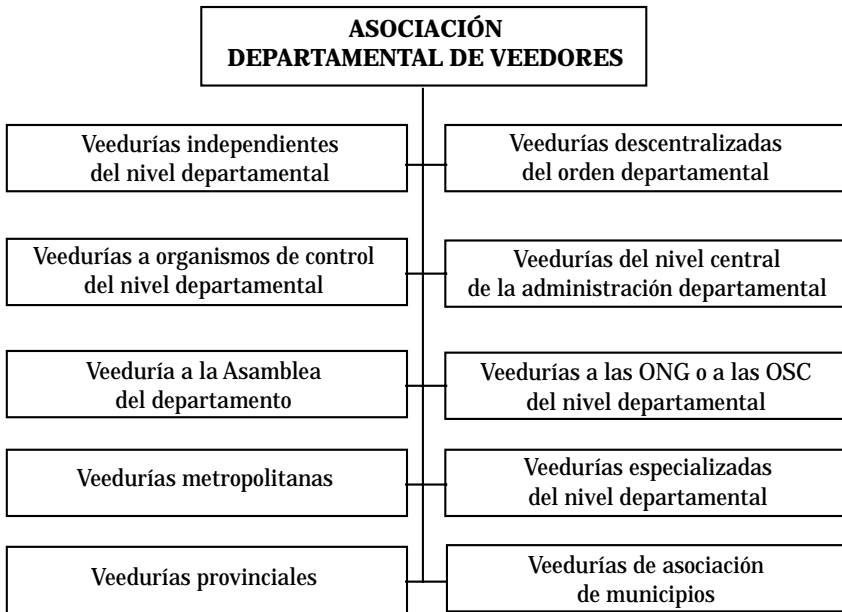 ASOCIACIÓN
DEPARTAMENTAL DE VEEDORES
Veedurías independientes
del nivel departamental
Veedurías descentralizadas
del orden departamental
Veedurías a organismos de control
del nivel departamental
Veedurías del nivel central
de la administración departamental
Veeduría a la Asamblea
del departamento
Veedurías a las ONG o a las OSC
del nivel departamental
Veedurías metropolitanas
Veedurías especializadas
del nivel departamental
Veedurías provinciales
Veedurías de asociación
de municipios